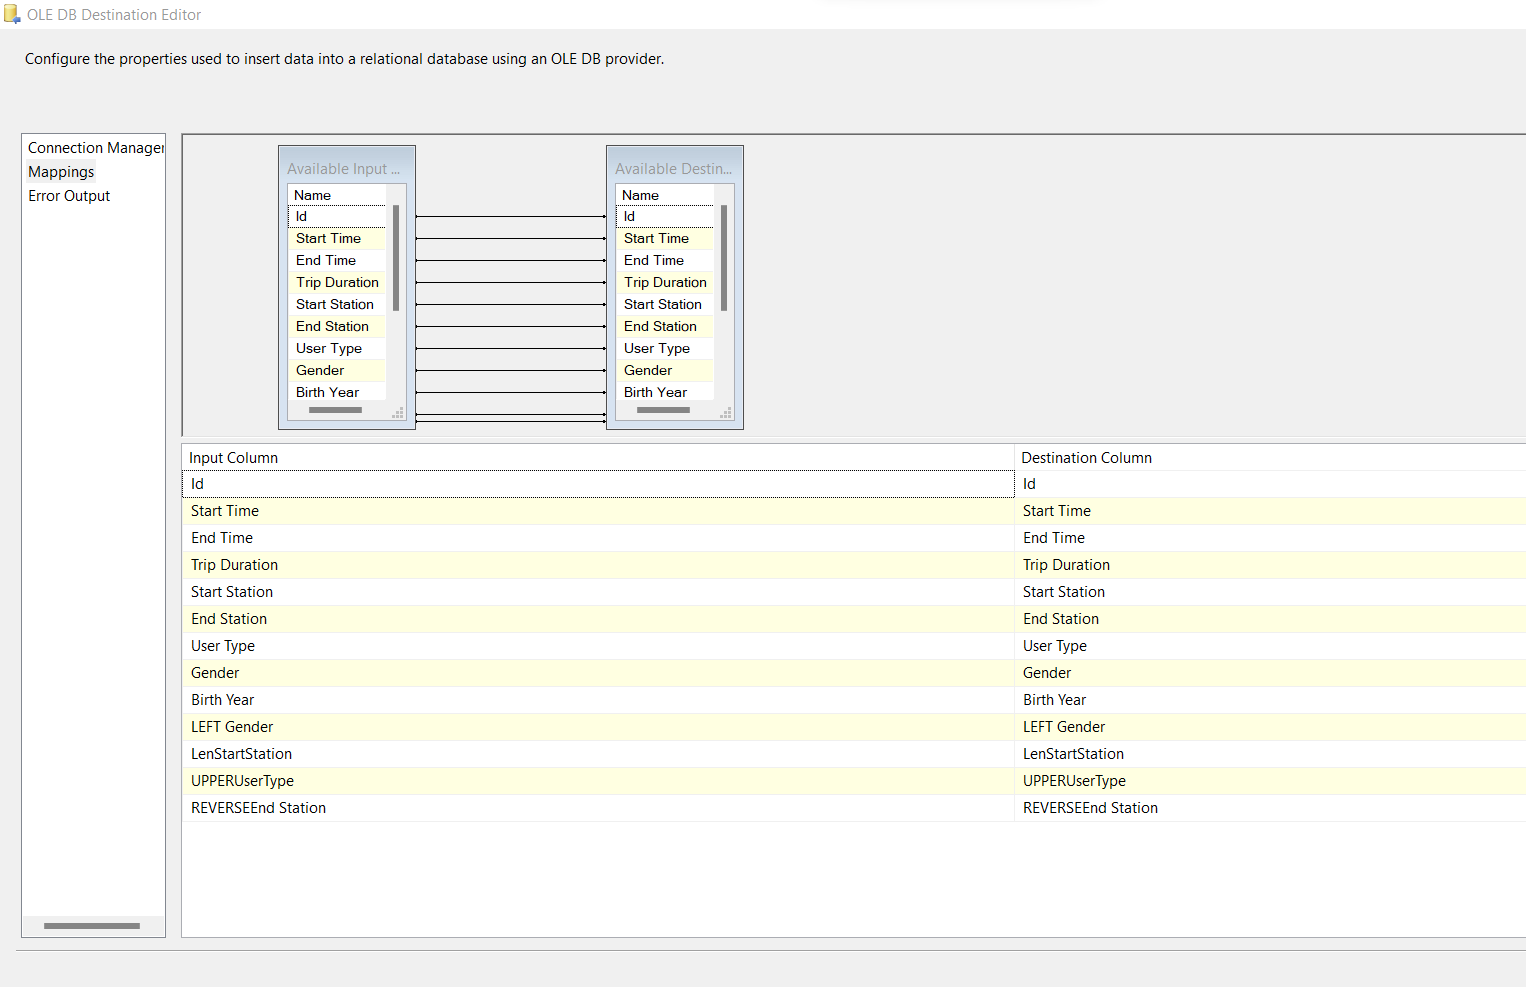 OLE DB Destination Editor
Configure the properties used to insert data into a relational database using an OLE DB provider.
Connection Manager
Mappings
Error Output
Available Input ...
Name
Id
Start Time
End Time
Trip Duration
Start Station
End Station
User Type
Gender
Birth Year
Available Destin...
Name
Id
Start Time
End Time
Trip Duration
Start Station
End Station
User Type
Gender
Birth Year
Input Column Destination Column
Id Id
Start Time Start Time
End Time End Time
Trip Duration Trip Duration
Start Station Start Station
End Station End Station
User Type User Type
Gender Gender
Birth Year Birth Year
LEFT Gender LEFT Gender
LenStartStation LenStartStation
UPPERUserType UPPERUserType
REVERSEEnd Station REVERSEEnd Station